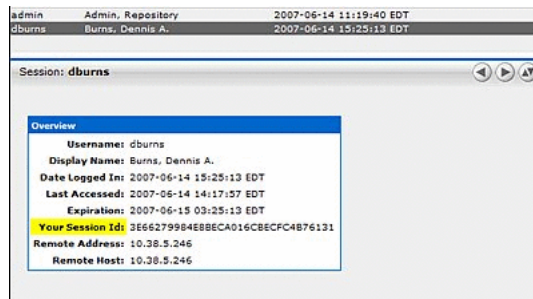 admin Admin, Repository 2007-06-14 11:19:40 EDT
dburns Burns, Dennis A. 2007-06-14 15:25:13 EDT
Session: dburns
Overview
Username: dburns
Display Name: Burns, Dennis A.
Date Logged In: 2007-06-14 15:25:13 EDT
Last Accessed: 2007-06-14 14:17:57 EDT
Expiration: 2007-06-15 03:25:13 EDT
Your Session Id: 3E66279984E8BECA016CBECFC4B76131
Remote Address: 10.38.5.246
Remote Host: 10.38.5.246